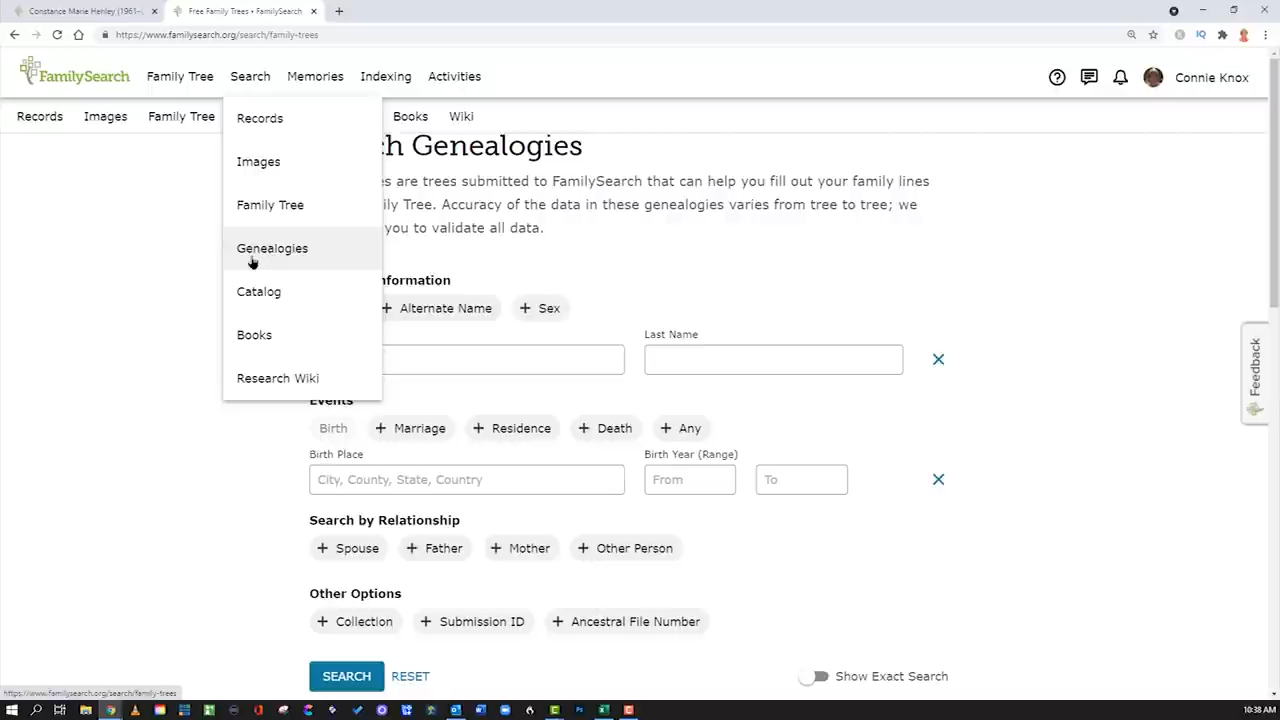 Constance Marie Henley (1961–
Free Family Trees • FamilySearch
https://www.familysearch.org/search/family-trees
IQ
FamilySearch Family Tree Search Memories Indexing Activities Connie Knox
Records Images Family Tree Books Wiki
Records
Images
Family Tree
Genealogies
Catalog
Books
Research Wiki
ch Genealogies
es are trees submitted to FamilySearch that can help you fill out your family lines
ily Tree. Accuracy of the data in these genealogies varies from tree to tree; we
you to validate all data.
nformation
+ Alternate Name + Sex
Last Name
Events
Birth + Marriage + Residence + Death + Any
Birth Place Birth Year (Range)
City, County, State, Country From To
Search by Relationship
+ Spouse + Father + Mother + Other Person
Other Options
+ Collection + Submission ID + Ancestral File Number
SEARCH RESET Show Exact Search
Feedback
https://www.familysearch.org/search/family-trees
10:38 AM